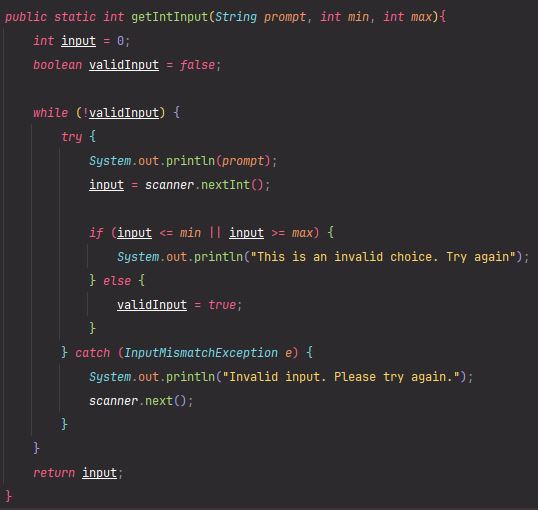 public static int getIntInput(String prompt, int min, int max){
    int input = 0;
    boolean validInput = false;

    while (!validInput) {
        try {
            System.out.println(prompt);
            input = scanner.nextInt();

            if (input <= min || input >= max) {
                System.out.println("This is an invalid choice. Try again");
            } else {
                validInput = true;
            }
        } catch (InputMismatchException e) {
            System.out.println("Invalid input. Please try again.");
            scanner.next();
        }
    }
    return input;
}